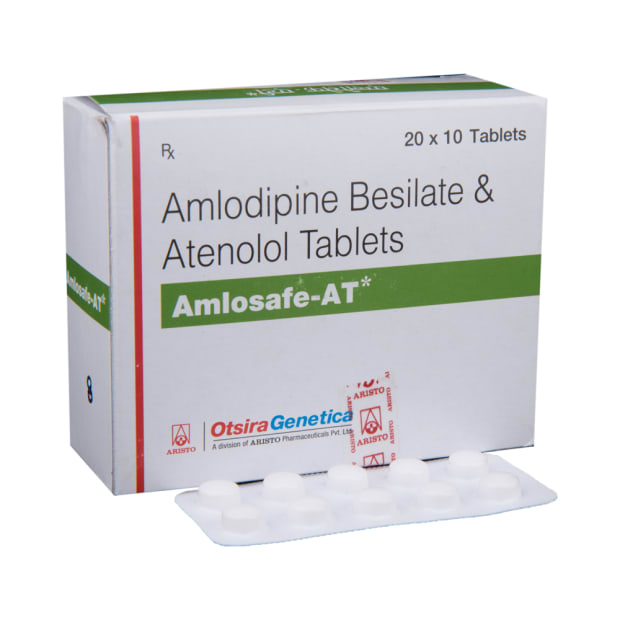 Rx
20 x 10 Tablets
Amlodipine Besilate &
Atenolol Tablets
Amlosafe-AT*
Amlosafe-AT*
ARISTO
OtsiraGenetica
A division of ARISTO Pharmaceuticals Pvt. Ltd.
ARISTO
ARISTO